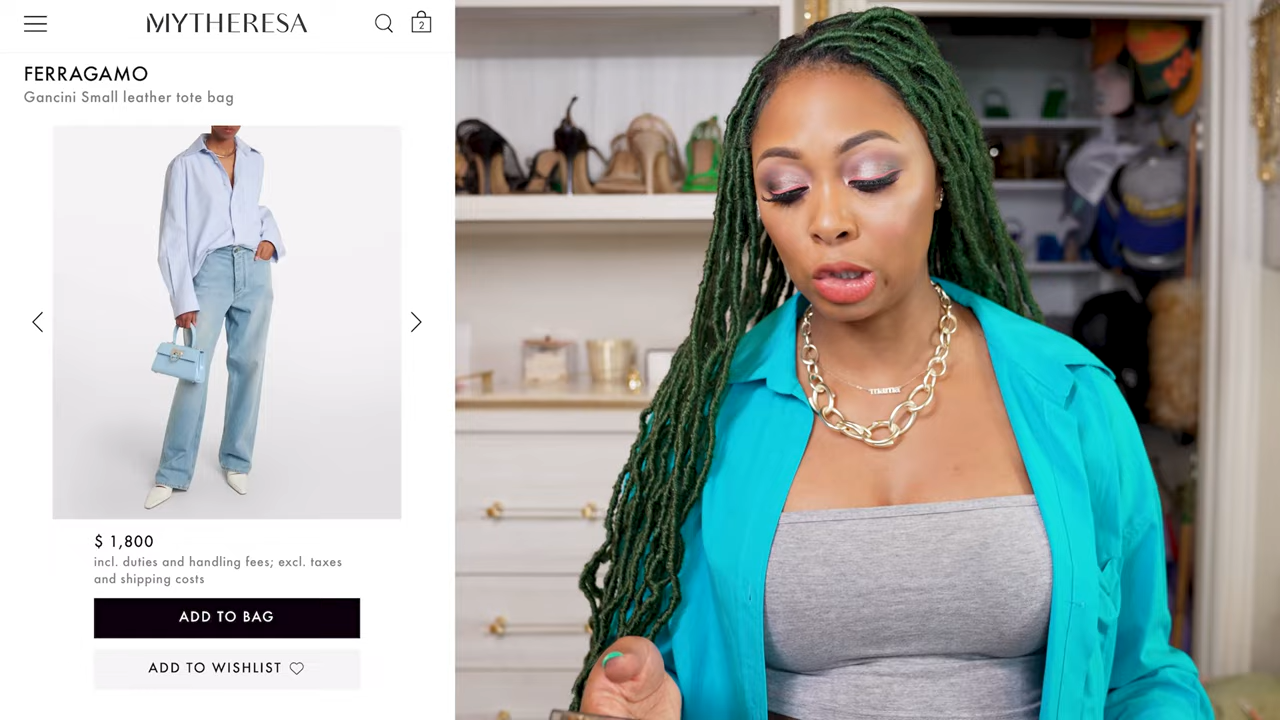 MYTHERESA
2
FERRAGAMO
Gancini Small leather tote bag
$ 1,800
incl. duties and handling fees; excl. taxes
and shipping costs
ADD TO BAG
ADD TO WISHLIST
mama